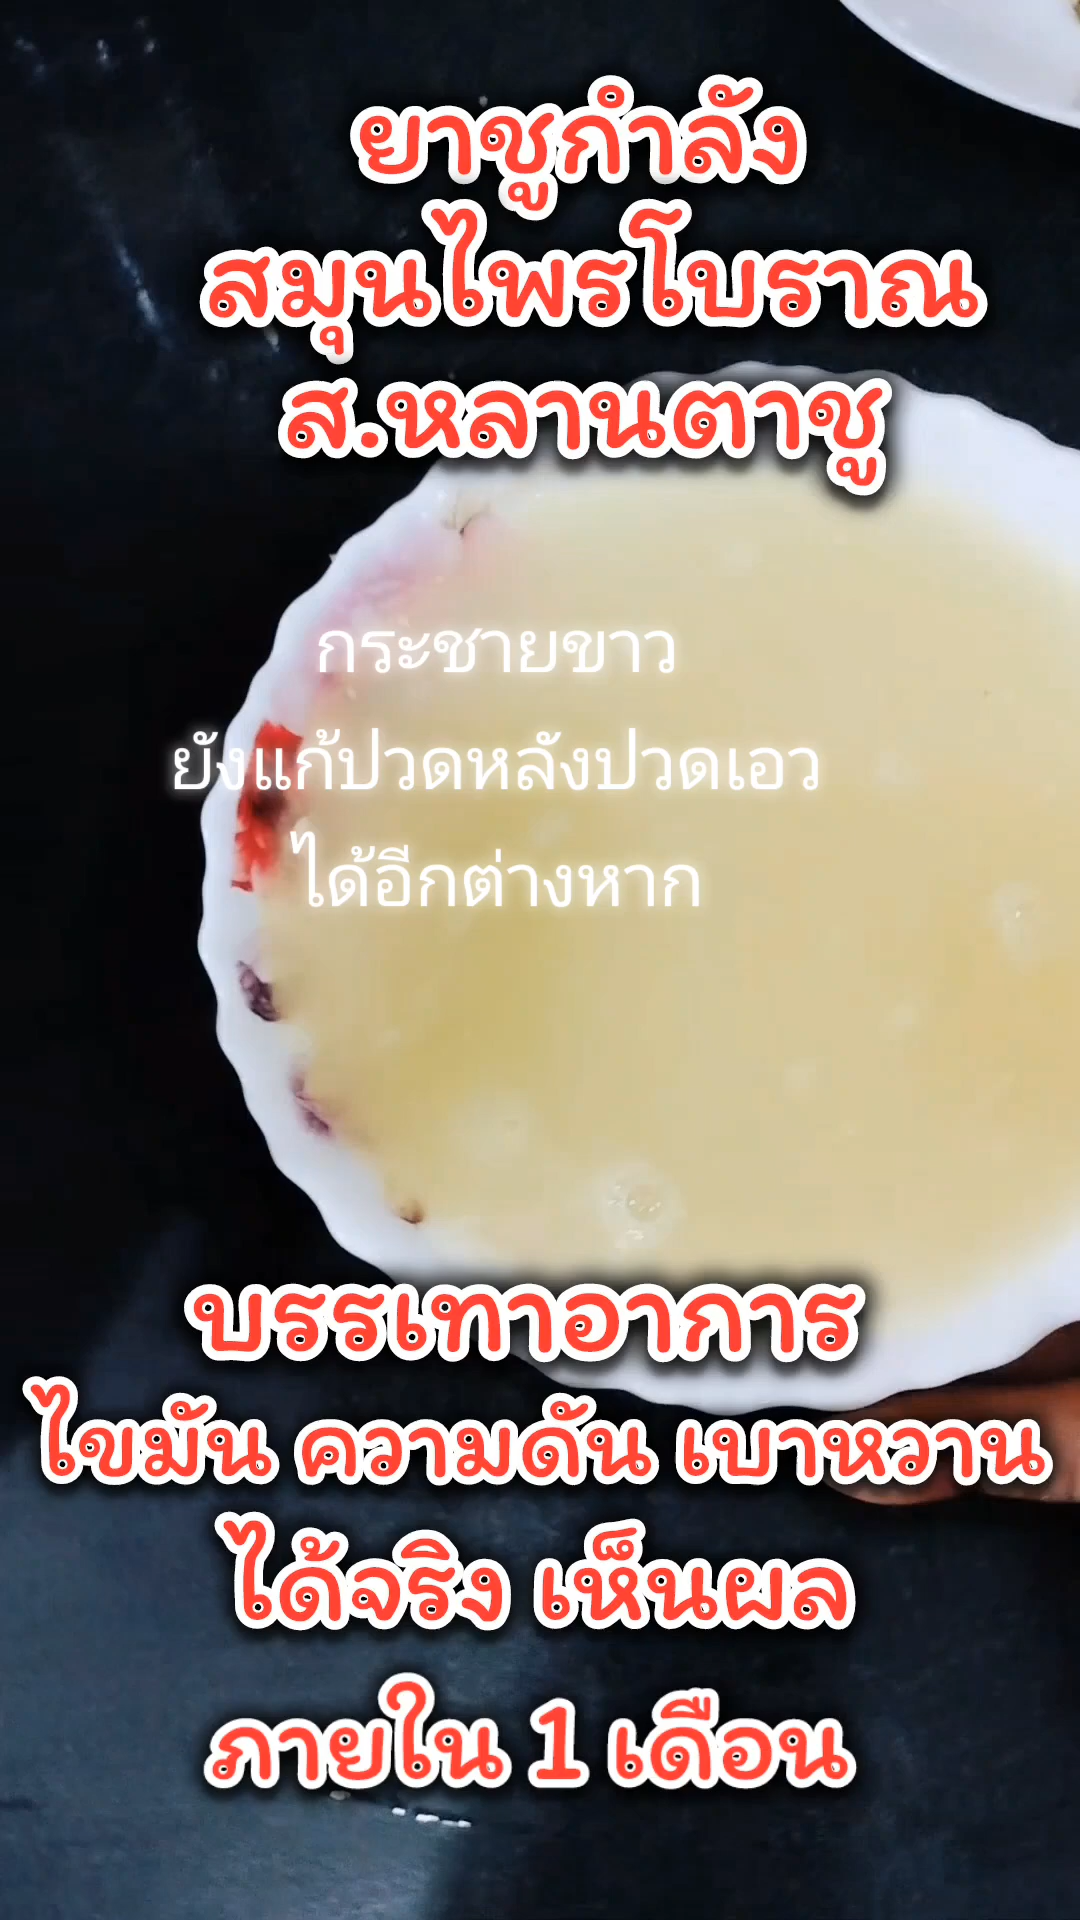 ยาชูกำลัง
สมุนไพรโบราณ
ส.หลานตาชู
กระชายขาว
ยังแก้ปวดหลังปวดเอว
ได้อีกต่างหาก
บรรเทาอาการ
ไขมัน ความดัน เบาหวาน
ได้จริง เห็นผล
ภายใน 1 เดือน